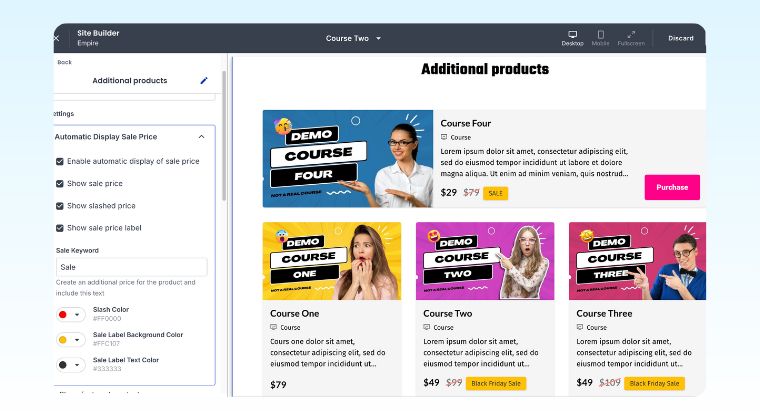 Site Builder
Empire
Course Two
Desktop
Mobile
Fullscreen
Discard
Back
Additional products
ettings
Automatic Display Sale Price
Enable automatic display of sale price
Show sale price
Show slashed price
Show sale price label
Sale Keyword
Sale
Create an additional price for the product and
include this text
Slash Color
#FF0000
Sale Label Background Color
#FFC107
Sale Label Text Color
#333333
Additional products
DEMO
COURSE
FOUR
NOT A REAL COURSE
Course Four
Course
Lorem ipsum dolor sit amet, consectetur adipiscing elit,
sed do eiusmod tempor incididunt ut labore et dolore
magna aliqua. Ut enim ad minim veniam, quis nostrud...
$29 $79 SALE
Purchase
DEMO
COURSE
ONE
NOT A REAL COURSE
Course One
Course
Cours one dolor sit amet,
consectetur adipiscing elit, sed do
eiusmod tempor incididunt ut...
$79
DEMO
COURSE
TWO
NOT A REAL COURSE
Course Two
Course
Lorem ipsum dolor sit amet,
consectetur adipiscing elit, sed do
eiusmod tempor incididunt ut...
$49 $99 Black Friday Sale
DEMO
COURSE
THREE
NOT A REAL COURSE
Course Three
Course
Lorem ipsum dolor sit amet,
consectetur adipiscing elit, sed do
eiusmod tempor incididunt ut...
$49 $109 Black Friday Sale